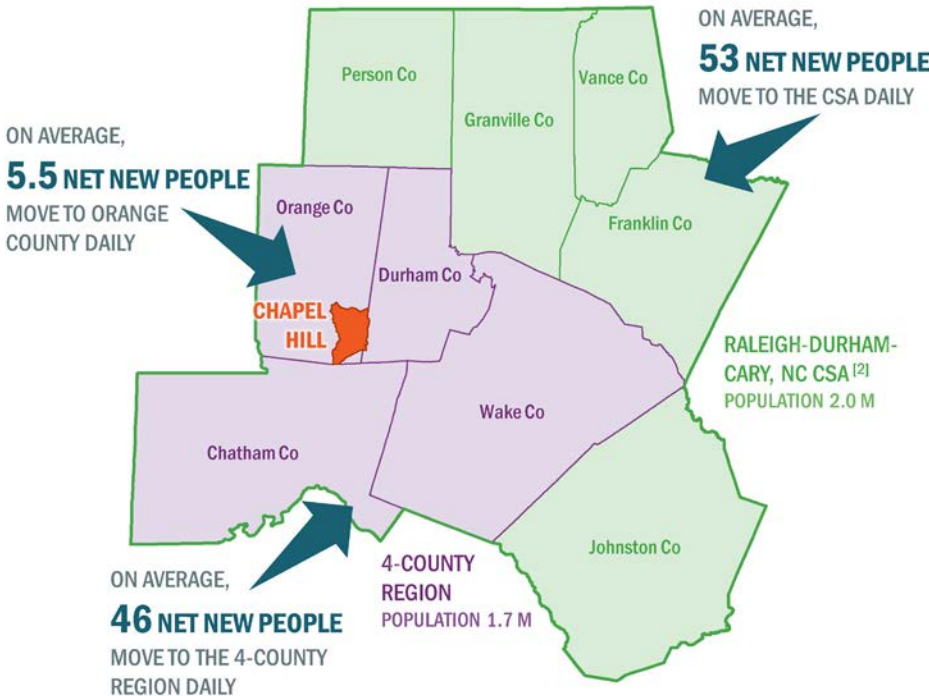 ON AVERAGE,
53 NET NEW PEOPLE
MOVE TO THE CSA DAILY
Person Co
Vance Co
Granville Co
ON AVERAGE,
5.5 NET NEW PEOPLE
MOVE TO ORANGE
COUNTY DAILY
Orange Co
Franklin Co
Durham Co
CHAPEL
HILL
RALEIGH-DURHAM-
CARY, NC CSA [2]
POPULATION 2.0 M
Wake Co
Chatham Co
Johnston Co
4-COUNTY
REGION
POPULATION 1.7 M
ON AVERAGE,
46 NET NEW PEOPLE
MOVE TO THE 4-COUNTY
REGION DAILY